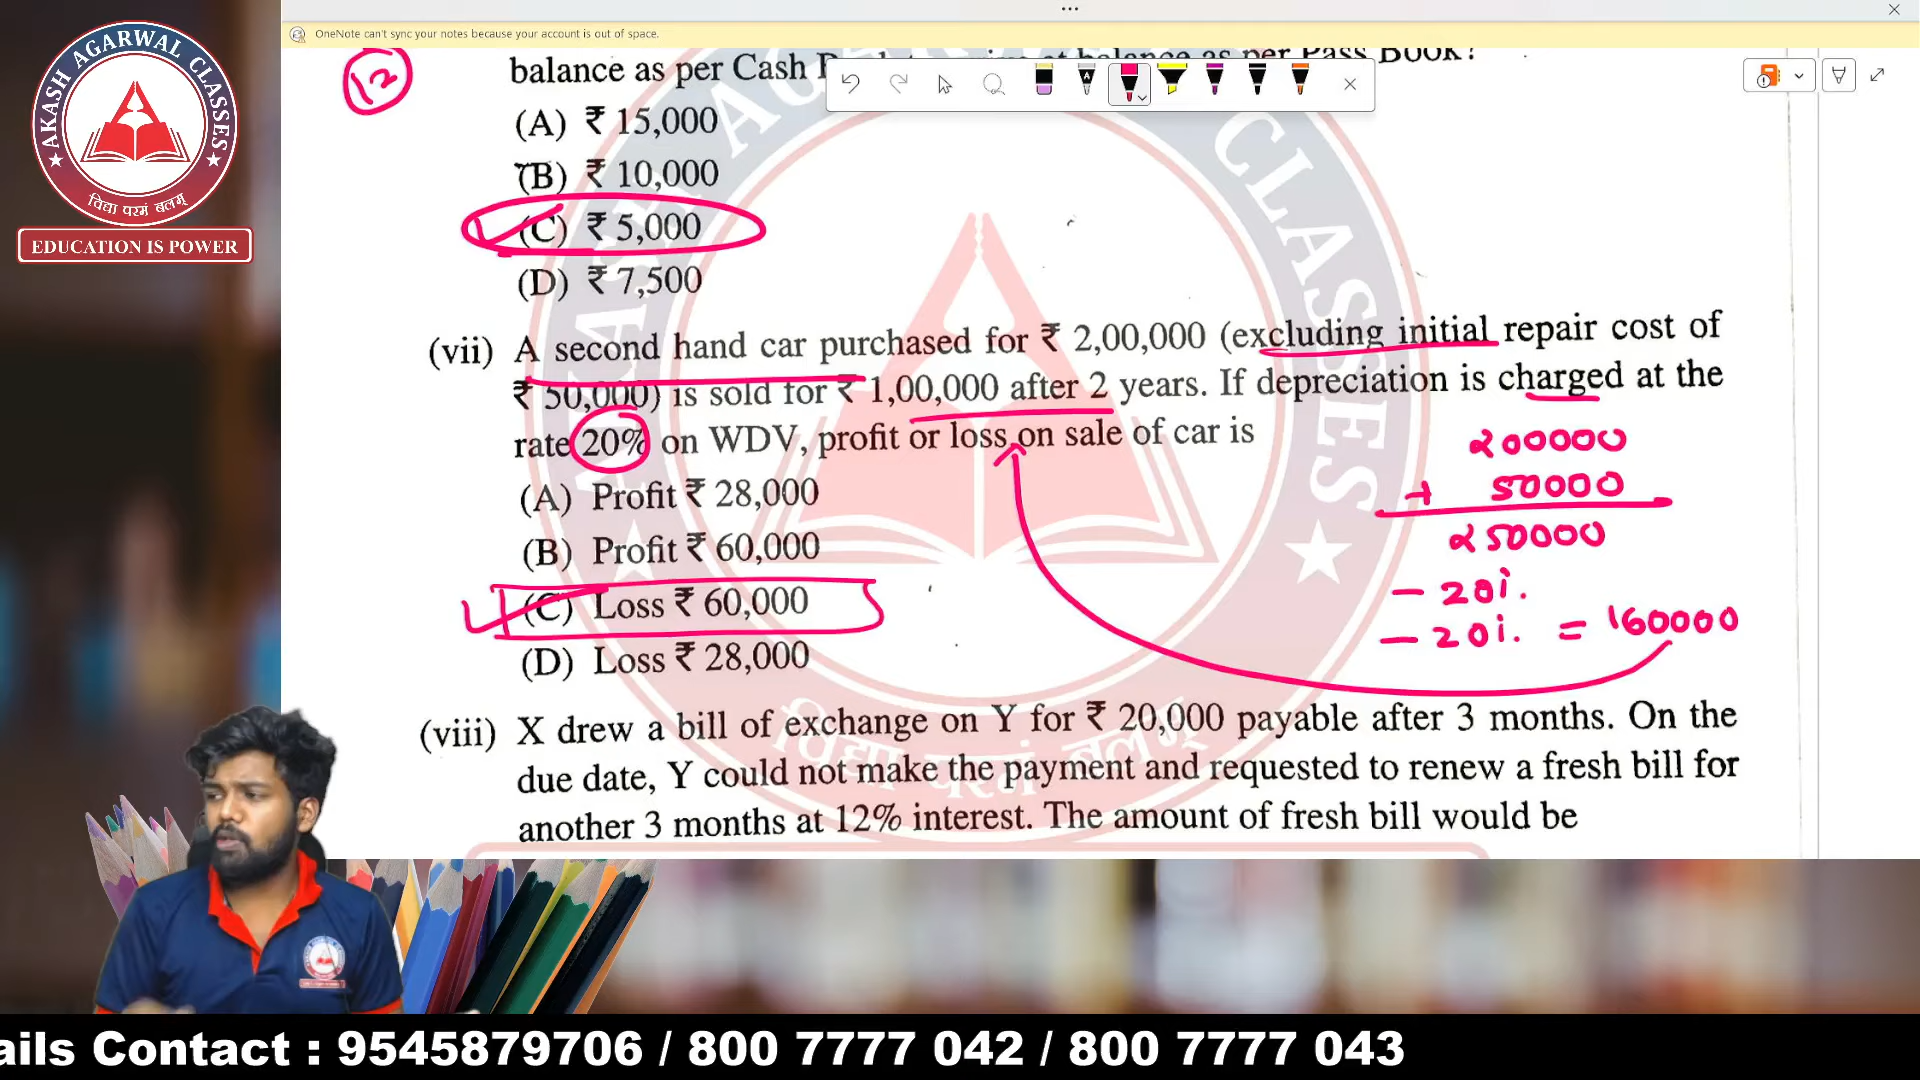 OneNote can't sync your notes because your account is out of space.
AKASH AGARWAL CLASSES
विद्या परमं बलम्
EDUCATION IS POWER
12
balance as per Cash
balance as per Pass Book?
(A) ₹ 15,000
(B) ₹ 10,000
(C) ₹ 5,000
(D) ₹ 7,500
(vii) A second hand car purchased for ₹ 2,00,000 (excluding initial repair cost of
₹ 50,000) is sold for ₹ 1,00,000 after 2 years. If depreciation is charged at the
rate 20% on WDV, profit or loss on sale of car is
(A) Profit ₹ 28,000
(B) Profit ₹ 60,000
(C) Loss ₹ 60,000
(D) Loss ₹ 28,000
200000
+ 50000
250000
- 20%.
- 20%. = 160000
(viii) X drew a bill of exchange on Y for ₹ 20,000 payable after 3 months. On the
due date, Y could not make the payment and requested to renew a fresh bill for
another 3 months at 12% interest. The amount of fresh bill would be
ails Contact : 9545879706 / 800 7777 042 / 800 7777 043